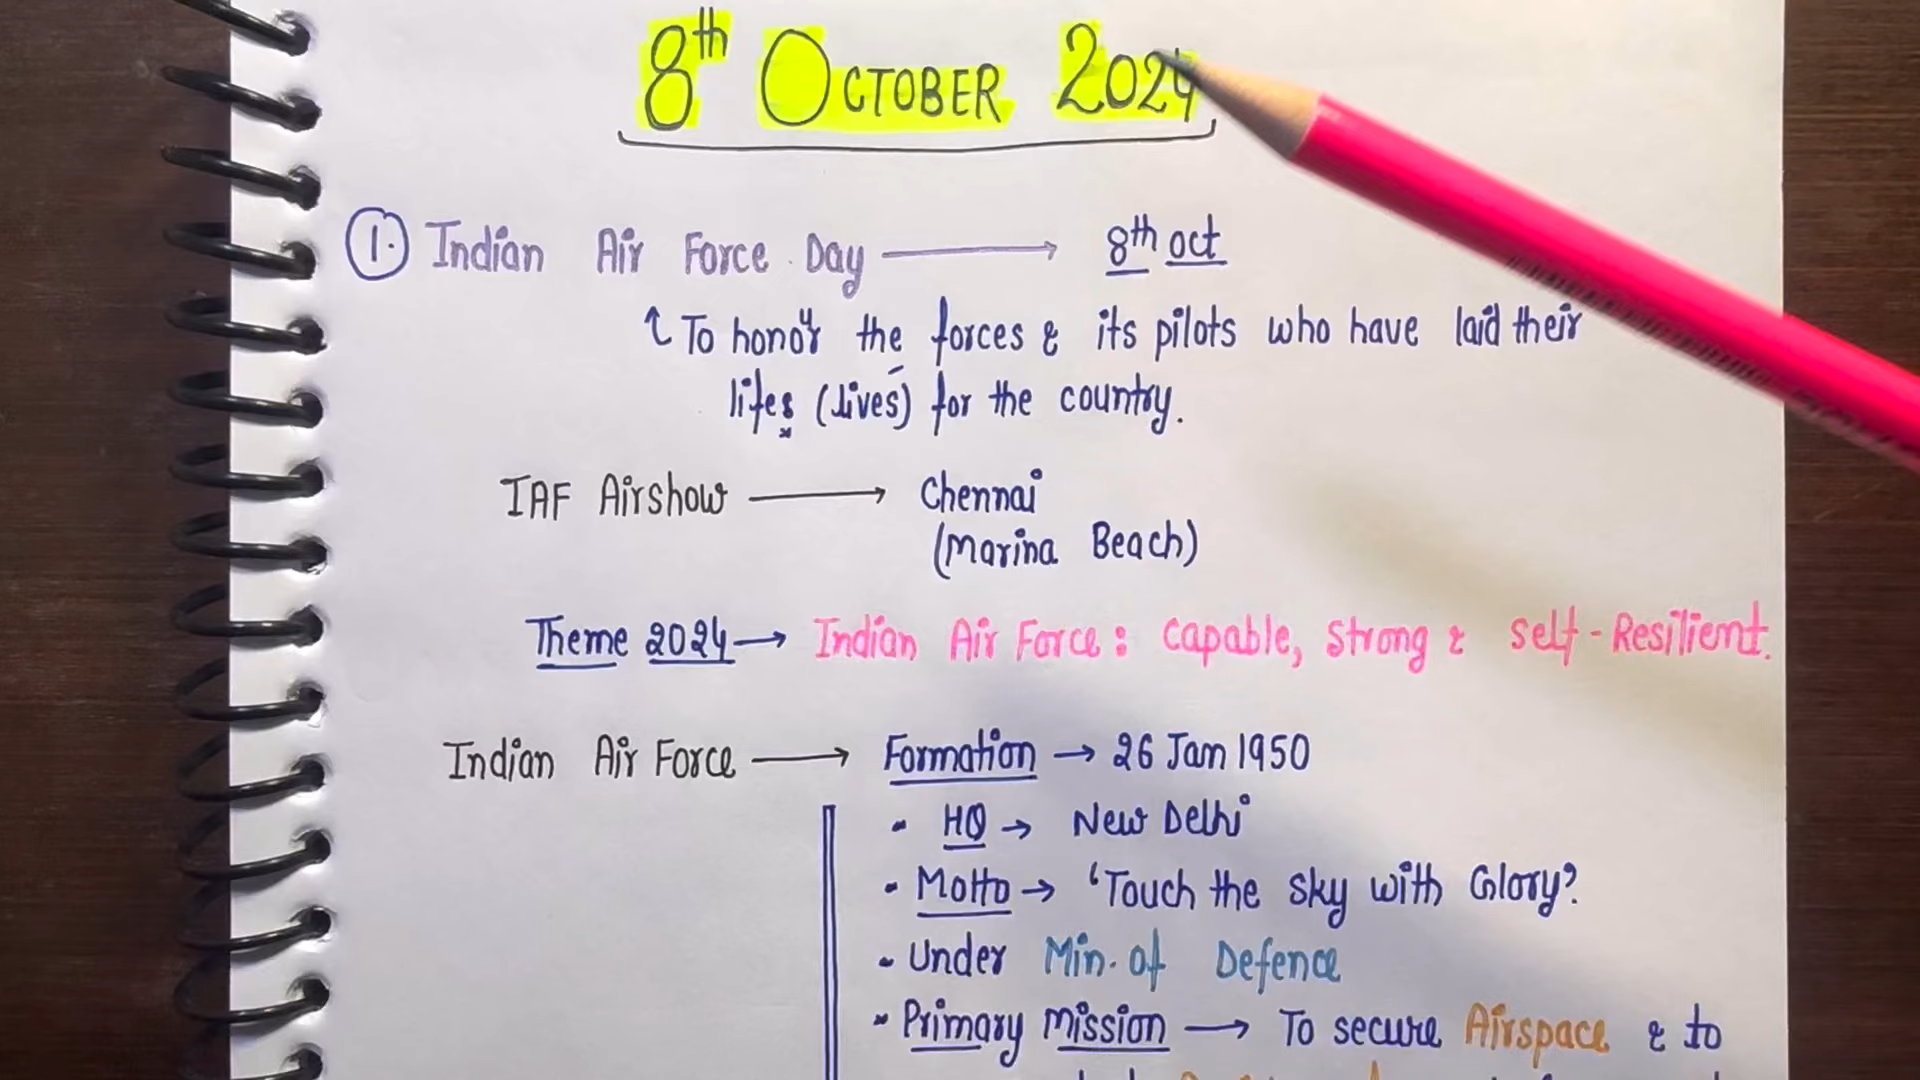 8th October 2024
1. Indian Air Force Day → 8th oct
↑ To honour the forces & its pilots who have laid their
lifes (lives) for the country.
IAF Airshow → Chennai
(Marina Beach)
Theme 2024 → Indian Air Force: Capable, Strong & Self-Resilient.
Indian Air Force → Formation → 26 Jan 1950
- HQ → New Delhi
- Motto → 'Touch the Sky with Glory'
- Under Min. of Defence
- Primary Mission → To secure Airspace & to